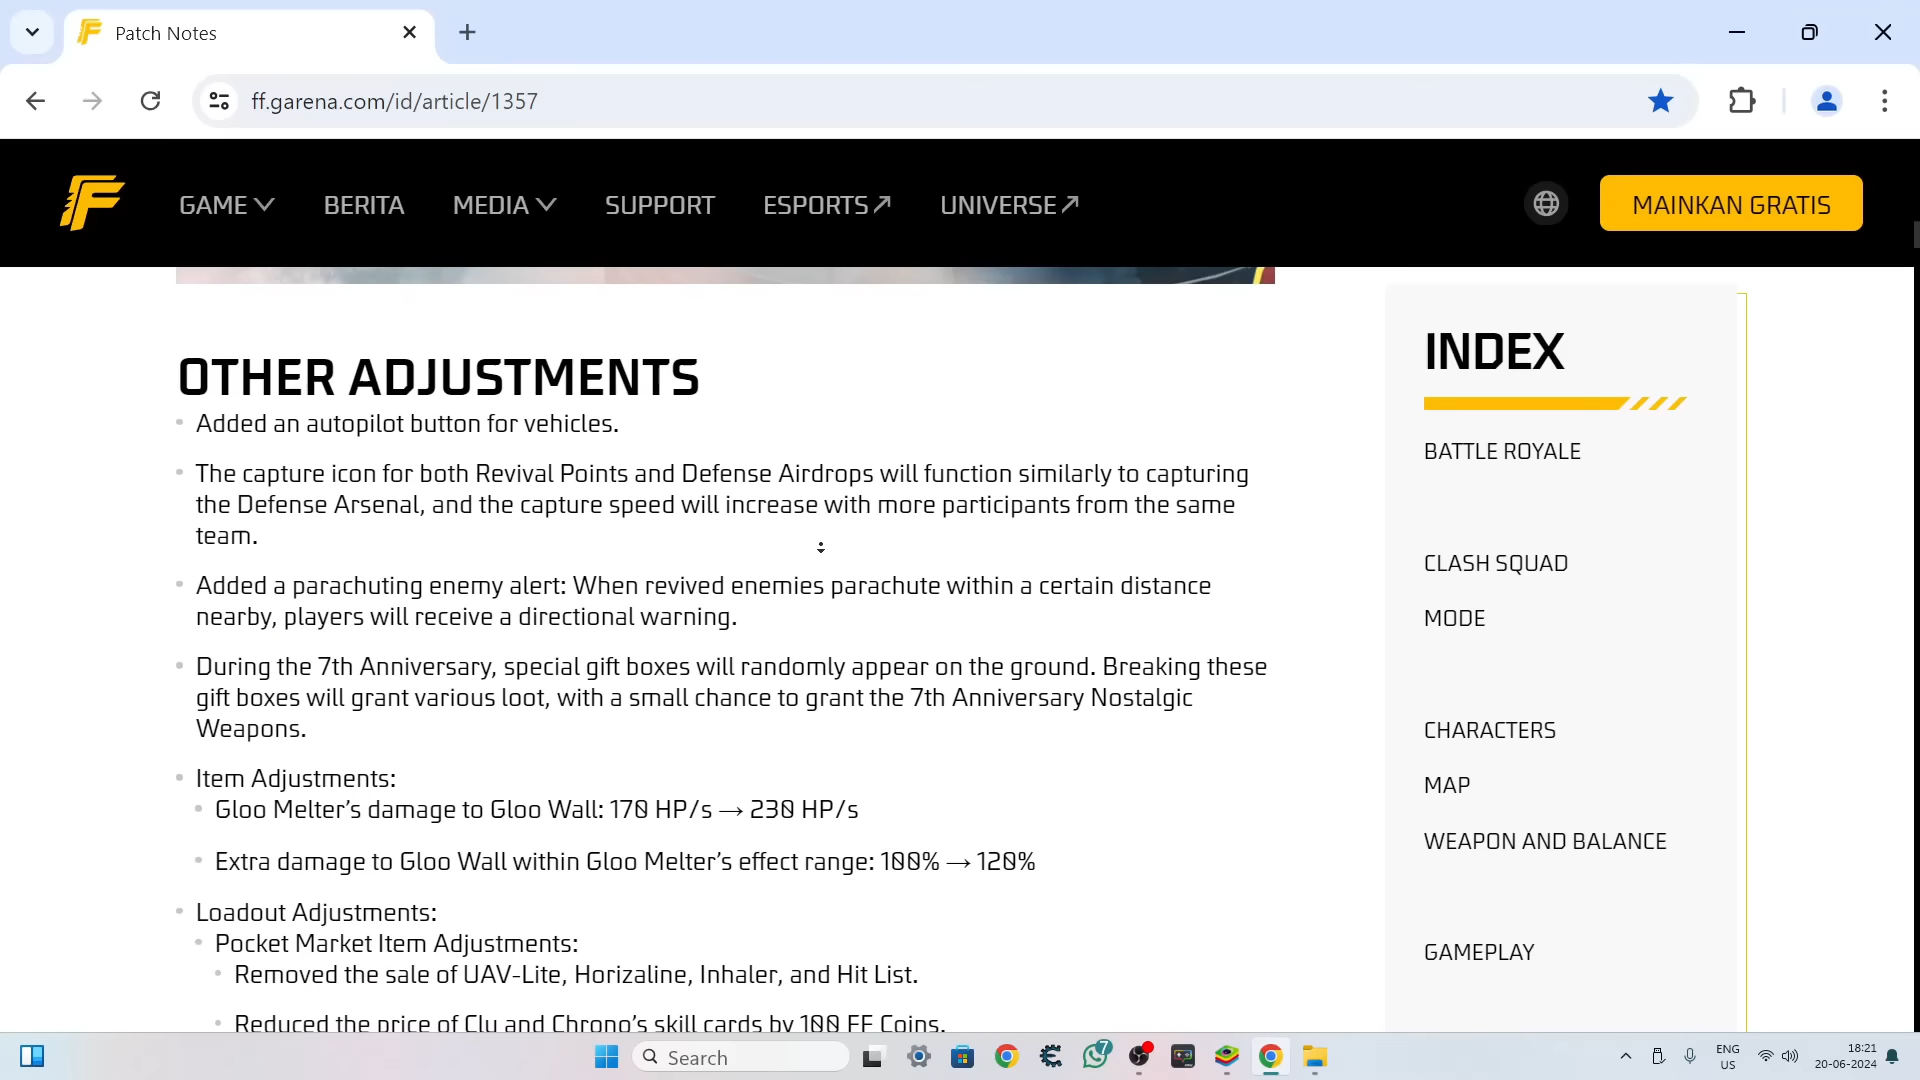 Patch Notes
ff.garena.com/id/article/1357
GAME BERITA MEDIA SUPPORT ESPORTS UNIVERSE MAINKAN GRATIS
OTHER ADJUSTMENTS
Added an autopilot button for vehicles.
The capture icon for both Revival Points and Defense Airdrops will function similarly to capturing
the Defense Arsenal, and the capture speed will increase with more participants from the same
team.
Added a parachuting enemy alert: When revived enemies parachute within a certain distance
nearby, players will receive a directional warning.
During the 7th Anniversary, special gift boxes will randomly appear on the ground. Breaking these
gift boxes will grant various loot, with a small chance to grant the 7th Anniversary Nostalgic
Weapons.
Item Adjustments:
Gloo Melter’s damage to Gloo Wall: 170 HP/s → 230 HP/s
Extra damage to Gloo Wall within Gloo Melter’s effect range: 100% → 120%
Loadout Adjustments:
Pocket Market Item Adjustments:
Removed the sale of UAV-Lite, Horizaline, Inhaler, and Hit List.
Reduced the price of Clu and Chrono’s skill cards by 100 FF Coins.
INDEX
BATTLE ROYALE
CLASH SQUAD
MODE
CHARACTERS
MAP
WEAPON AND BALANCE
GAMEPLAY
Search
7
ENG
US
18:21
20-06-2024